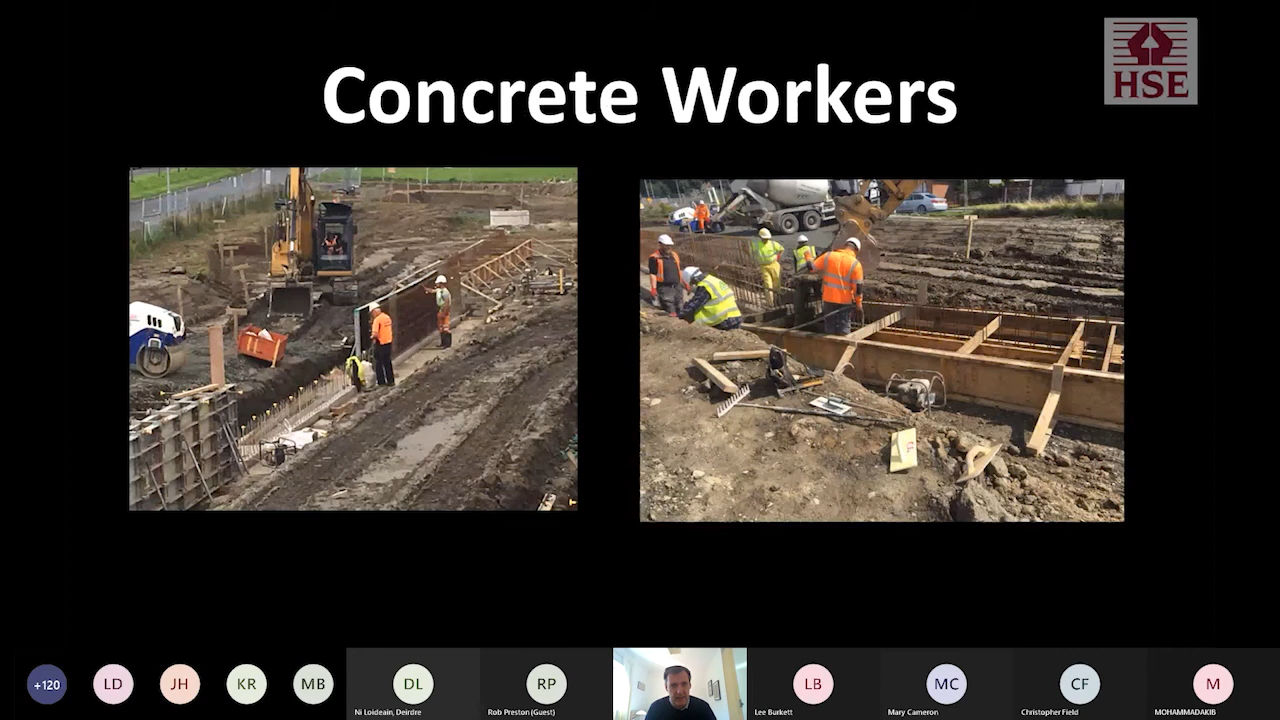 Concrete Workers
HSE
+120
LD
JH
KR
MB
DL
Ni Loideain, Deirdre
RP
Rob Preston (Guest)
LB
Lee Burkett
MC
Mary Cameron
CF
Christopher Field
M
MOHAMMADAKIB